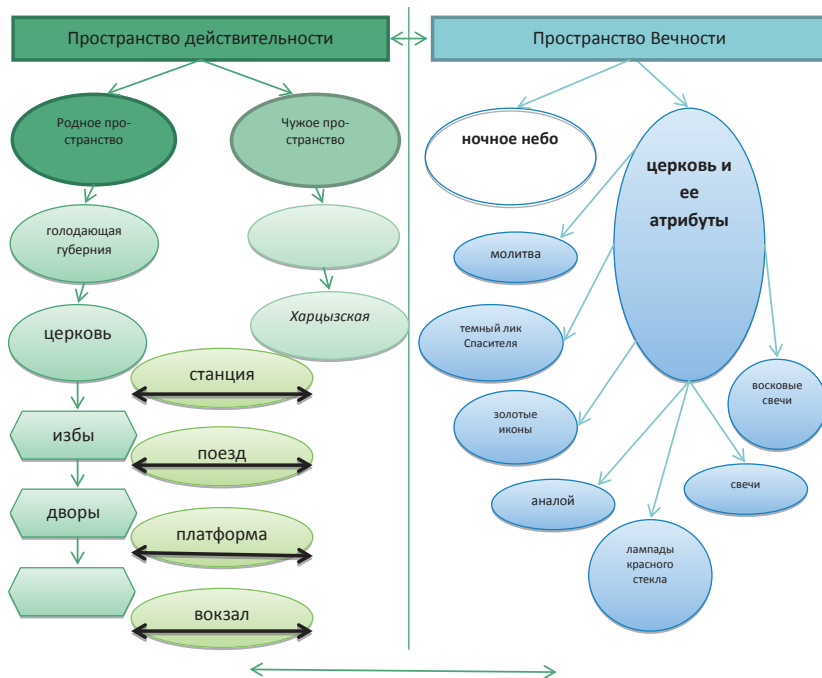 Пространство действительности
Пространство Вечности
Родное про-
странство
Чужое про-
странство
голодающая
губерния
церковь
Харцызская
станция
избы
поезд
дворы
платформа
вокзал
ночное небо
церковь и
ее
атрибуты
молитва
темный лик
Спасителя
золотые
иконы
восковые
свечи
свечи
аналой
лампады
красного
стекла